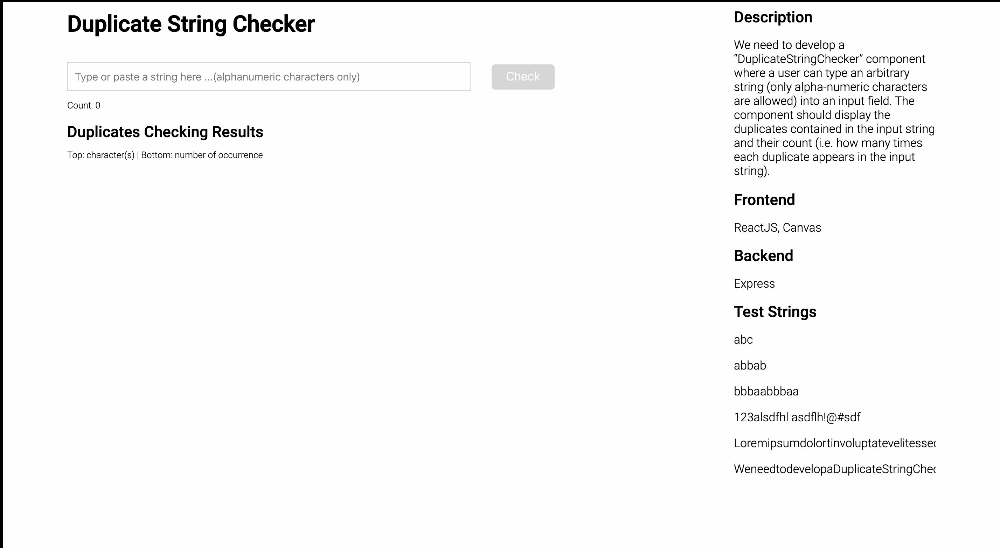 Duplicate String Checker
Type or paste a string here ...(alphanumeric characters only)
Check
Count: 0
Duplicates Checking Results
Top: character(s) | Bottom: number of occurrence
Description
We need to develop a
“DuplicateStringChecker” component
where a user can type an arbitrary
string (only alpha-numeric characters
are allowed) into an input field. The
component should display the
duplicates contained in the input string
and their count (i.e. how many times
each duplicate appears in the input
string).
Frontend
ReactJS, Canvas
Backend
Express
Test Strings
abc
abbab
bbbaabbbaa
123alsdfhl asdflh!@#sdf
Loremipsumdolortinvoluptatevelitessec
WeneedtodevelopaDuplicateStringChec